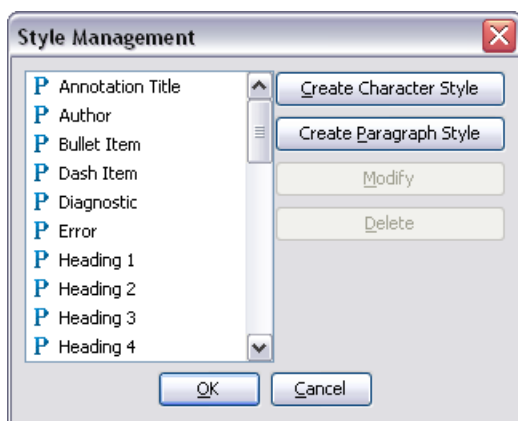 Style Management
P Annotation Title
P Author
P Bullet Item
P Dash Item
P Diagnostic
P Error
P Heading 1
P Heading 2
P Heading 3
P Heading 4
Create Character Style
Create Paragraph Style
Modify
Delete
OK
Cancel